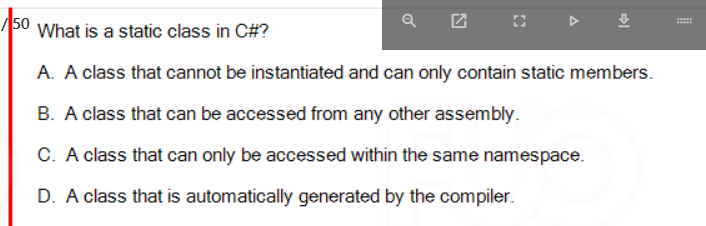 /50
What is a static class in C#?
A. A class that cannot be instantiated and can only contain static members.
B. A class that can be accessed from any other assembly.
C. A class that can only be accessed within the same namespace.
D. A class that is automatically generated by the compiler.